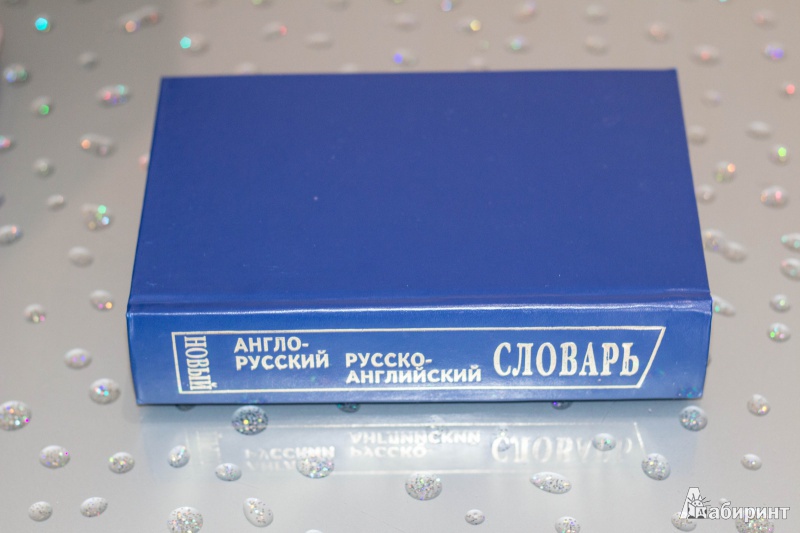 НОВЫЙ
АНГЛО-
РУССКИЙ
РУССКО-
АНГЛИЙСКИЙ
СЛОВАРЬ
Лабиринт